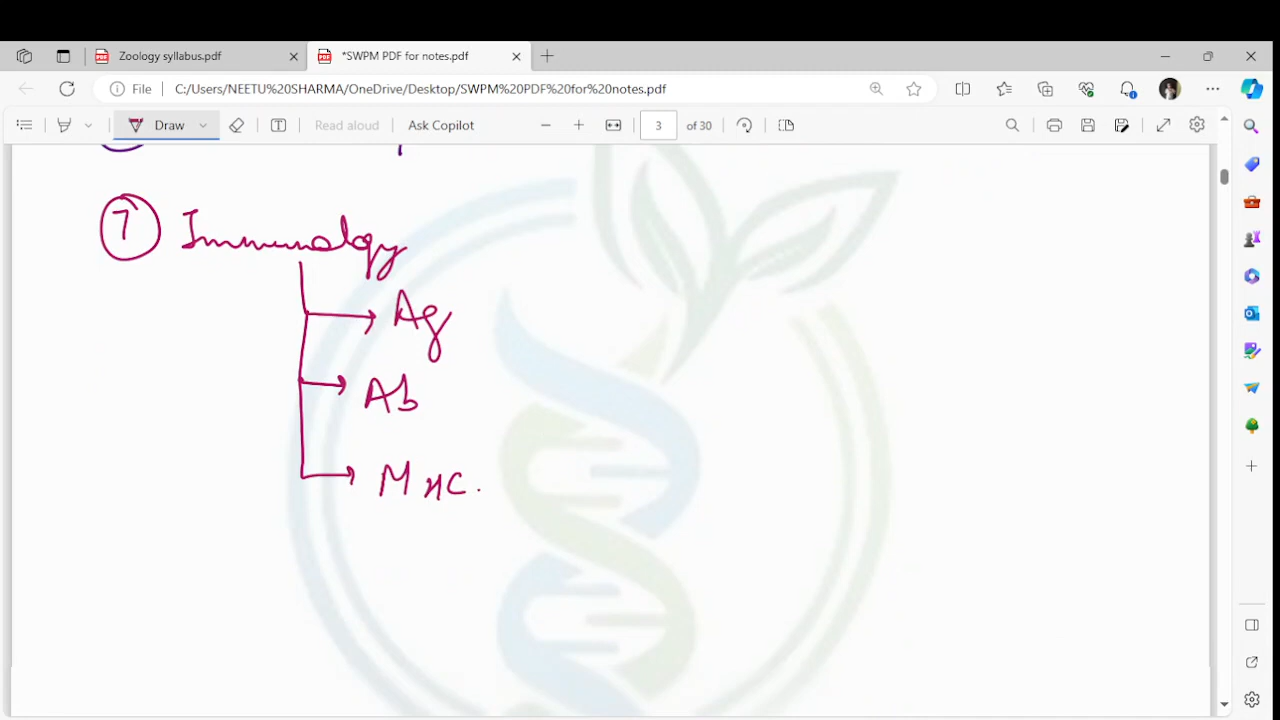 Zoology syllabus.pdf
*SWPM PDF for notes.pdf
File
C:/Users/NEETU%20SHARMA/OneDrive/Desktop/SWPM%20PDF%20for%20notes.pdf
Draw
Read aloud
Ask Copilot
3
of 30
7 Immunology
Ag
Ab
MHC.